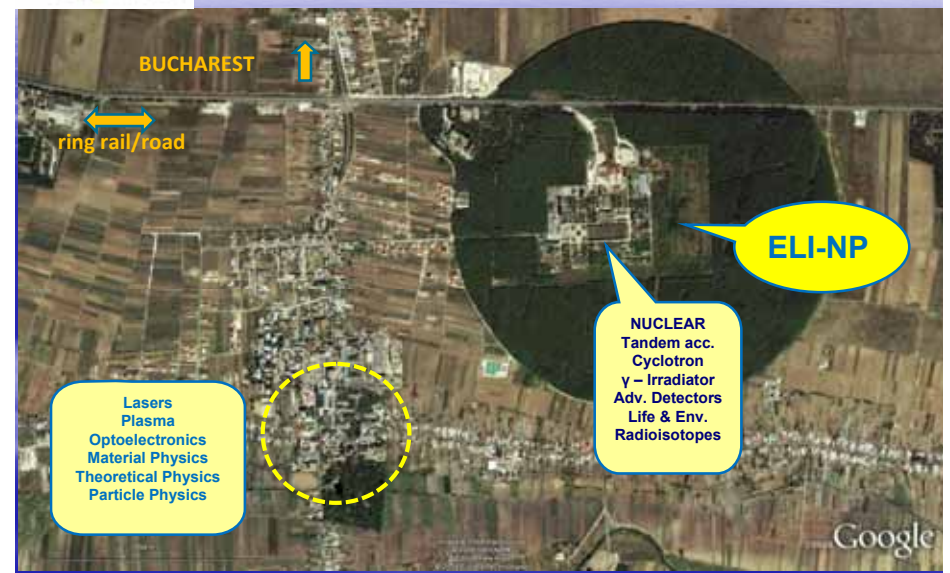 BUCHAREST
ring rail/road
ELI-NP
NUCLEAR
Tandem acc.
Cyclotron
γ – Irradiator
Adv. Detectors
Life & Env.
Radioisotopes
Lasers
Plasma
Optoelectronics
Material Physics
Theoretical Physics
Particle Physics
Google